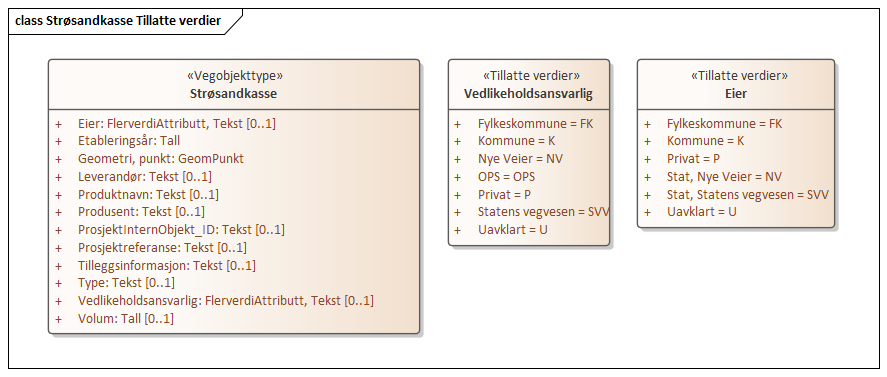 class Strøsandkasse Tillatte verdier
«Vegobjekttype»
Strøsandkasse
+ Eier: FlerverdiAttributt, Tekst [0..1]
+ Etableringsår: Tall
+ Geometri, punkt: GeomPunkt
+ Leverandør: Tekst [0..1]
+ Produktnavn: Tekst [0..1]
+ Produsent: Tekst [0..1]
+ ProsjektInternObjekt_ID: Tekst [0..1]
+ Prosjektreferanse: Tekst [0..1]
+ Tilleggsinformasjon: Tekst [0..1]
+ Type: Tekst [0..1]
+ Vedlikeholdsansvarlig: FlerverdiAttributt, Tekst [0..1]
+ Volum: Tall [0..1]
«Tillatte verdier»
Vedlikeholdsansvarlig
+ Fylkeskommune = FK
+ Kommune = K
+ Nye Veier = NV
+ OPS = OPS
+ Privat = P
+ Statens vegvesen = SVV
+ Uavklart = U
«Tillatte verdier»
Eier
+ Fylkeskommune = FK
+ Kommune = K
+ Privat = P
+ Stat, Nye Veier = NV
+ Stat, Statens vegvesen = SVV
+ Uavklart = U